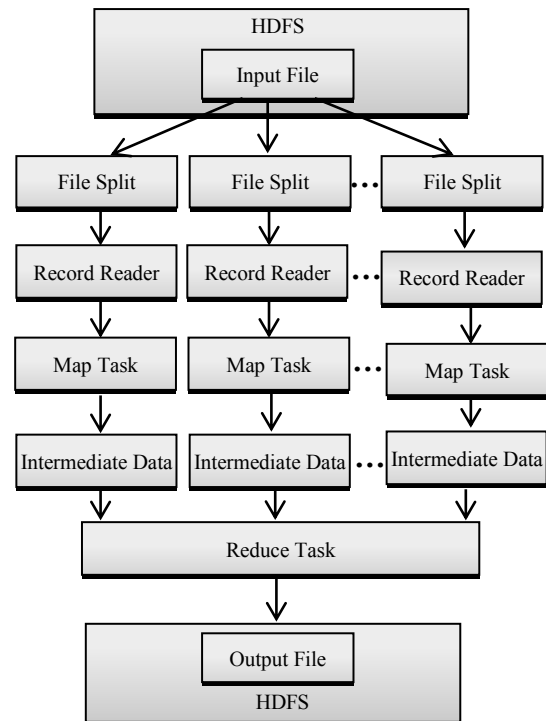 HDFS
Input File
File Split
File Split
File Split
Record Reader
Record Reader
Record Reader
Map Task
Map Task
Map Task
Intermediate Data
Intermediate Data
Intermediate Data
Reduce Task
Output File
HDFS